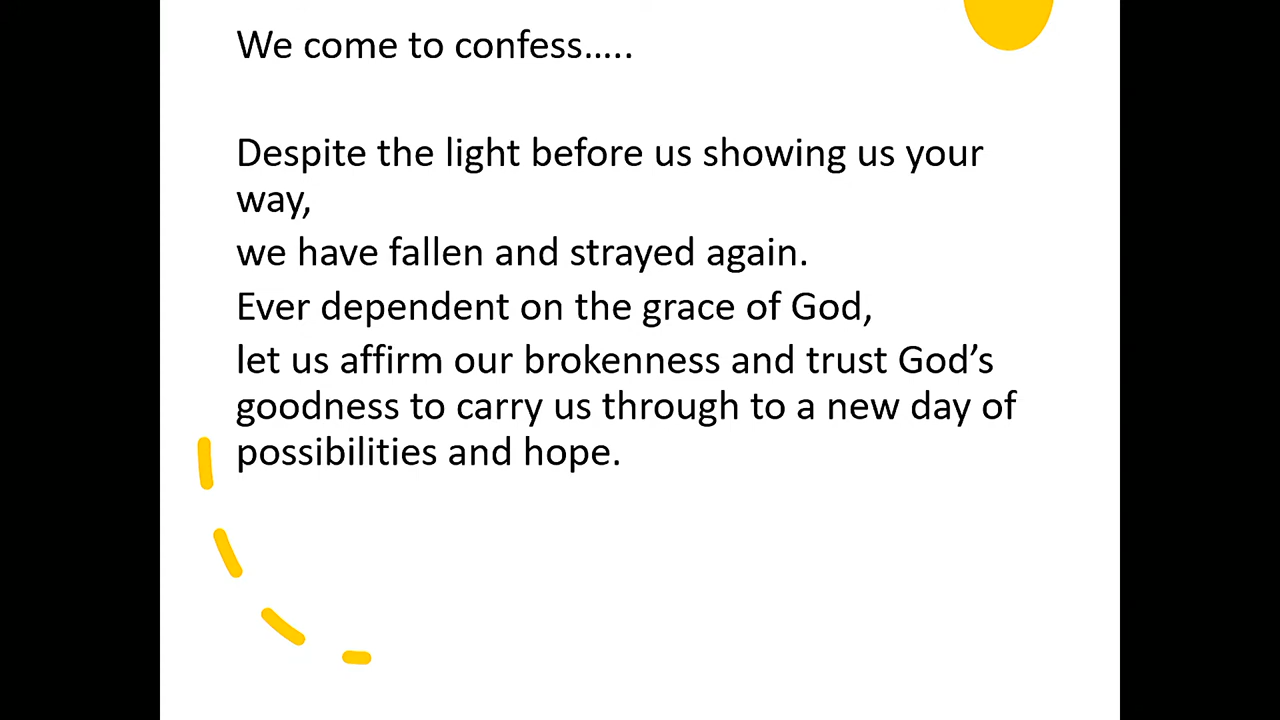 We come to confess…..
Despite the light before us showing us your
way,
we have fallen and strayed again.
Ever dependent on the grace of God,
let us affirm our brokenness and trust God’s
goodness to carry us through to a new day of
possibilities and hope.